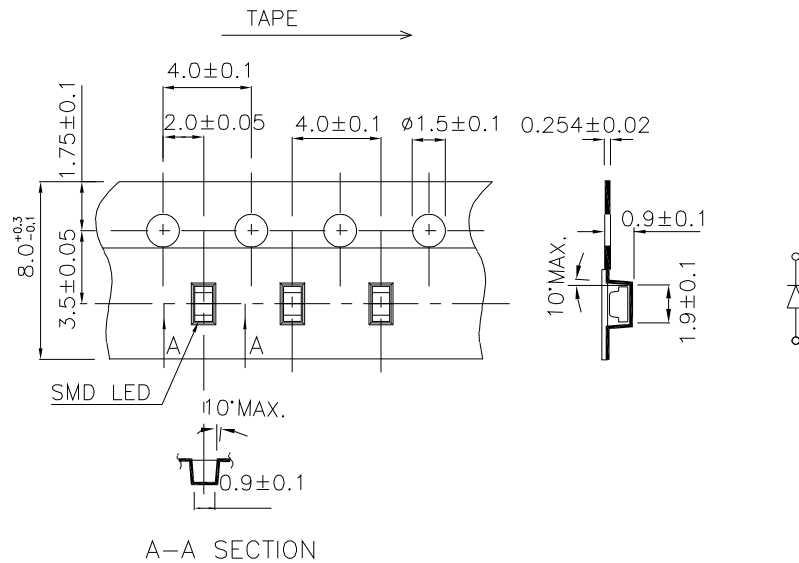 TAPE
4.0±0.1
2.0±0.05
4.0±0.1
ø1.5±0.1
0.254±0.02
1.75±0.1
8.0+0.3-0.1
3.5±0.05
0.9±0.1
10°MAX.
1.9±0.1
A
A
SMD LED
10°MAX.
0.9±0.1
A-A SECTION